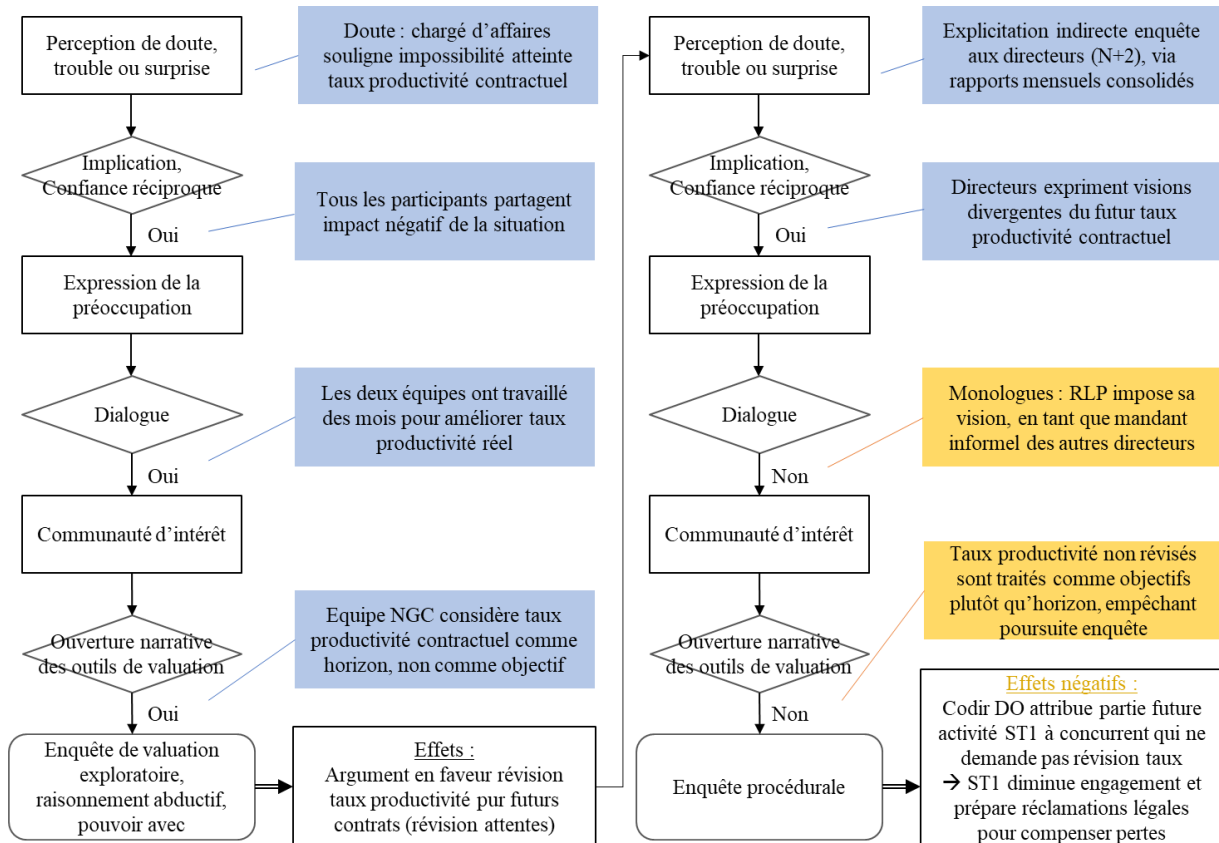 Perception de doute,
trouble ou surprise
Doute : chargé d’affaires
souligne impossibilité atteinte
taux productivité contractuel
Implication,
Confiance réciproque
Tous les participants partagent
impact négatif de la situation
Oui
Expression de la
préoccupation
Dialogue
Les deux équipes ont travaillé
des mois pour améliorer taux
productivité réel
Oui
Communauté d’intérêt
Ouverture narrative
des outils de valuation
Equipe NGC considère taux
productivité contractuel comme
horizon, non comme objectif
Oui
Enquête de valuation
exploratoire,
raisonnement abductif,
pouvoir avec
Effets :
Argument en faveur révision
taux productivité pur futurs
contrats (révision attentes)
Perception de doute,
trouble ou surprise
Explicitation indirecte enquête
aux directeurs (N+2), via
rapports mensuels consolidés
Implication,
Confiance réciproque
Directeurs expriment visions
divergentes du futur taux
productivité contractuel
Oui
Expression de la
préoccupation
Dialogue
Monologues : RLP impose sa
vision, en tant que mandant
informel des autres directeurs
Non
Communauté d’intérêt
Taux productivité non révisés
sont traités comme objectifs
plutôt qu’horizon, empêchant
poursuite enquête
Ouverture narrative
des outils de valuation
Non
Enquête procédurale
Effets négatifs :
Codir DO attribue partie future
activité ST1 à concurrent qui ne
demande pas révision taux
→ ST1 diminue engagement et
prépare réclamations légales
pour compenser pertes